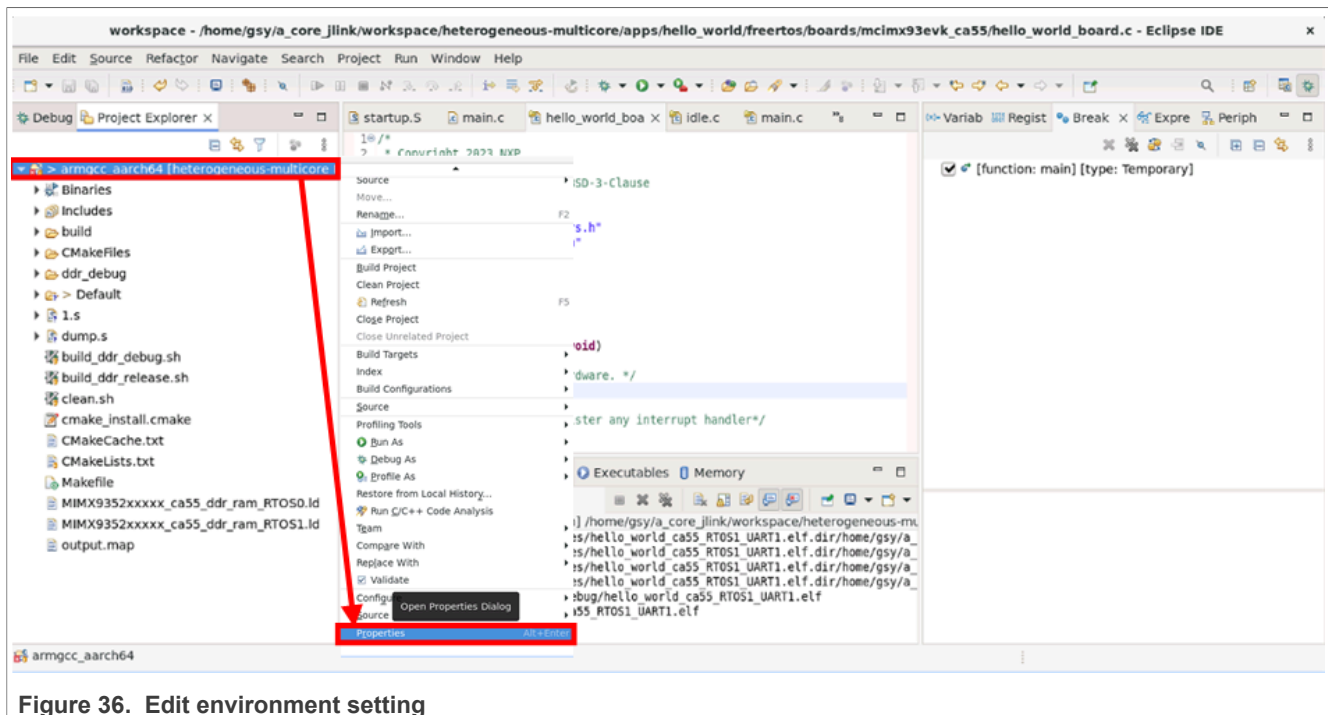 workspace - /home/gsy/a_core_jlink/workspace/heterogeneous-multicore/apps/hello_world/freertos/boards/mcimx93evk_ca55/hello_world_board.c - Eclipse IDE ×
File Edit Source Refactor Navigate Search Project Run Window Help
Debug Project Explorer ×
> armgcc_aarch64 [heterogeneous-multicore
Binaries
Includes
build
CMakeFiles
ddr_debug
> Default
1.s
dump.s
build_ddr_debug.sh
build_ddr_release.sh
clean.sh
cmake_install.cmake
CMakeCache.txt
CMakeLists.txt
Makefile
MIMX9352xxxxx_ca55_ddr_ram_RTOS0.ld
MIMX9352xxxxx_ca55_ddr_ram_RTOS1.ld
output.map
startup.S main.c hello_world_boa × idle.c main.c
1 /*
2 * Copyright 2023 NXP
SD-3-Clause
s.h"
"
void)
dware. */
ster any interrupt handler*/
Source
Move...
Rename... F2
Import...
Export...
Build Project
Clean Project
Refresh F5
Close Project
Close Unrelated Project
Build Targets
Index
Build Configurations
Source
Profiling Tools
Run As
Debug As
Profile As
Restore from Local History...
Run C/C++ Code Analysis
Team
Compare With
Replace With
Validate
Configu
Open Properties Dialog
Source
Properties Alt+Enter
Executables Memory
] /home/gsy/a_core_jlink/workspace/heterogeneous-mu
es/hello_world_ca55_RTOS1_UART1.elf.dir/home/gsy/a_
es/hello_world_ca55_RTOS1_UART1.elf.dir/home/gsy/a_
es/hello_world_ca55_RTOS1_UART1.elf.dir/home/gsy/a_
es/hello_world_ca55_RTOS1_UART1.elf.dir/home/gsy/a_
ebug/hello_world_ca55_RTOS1_UART1.elf
a55_RTOS1_UART1.elf
Variab Regist Break × Expre Periph
[function: main] [type: Temporary]
armgcc_aarch64
Figure 36. Edit environment setting